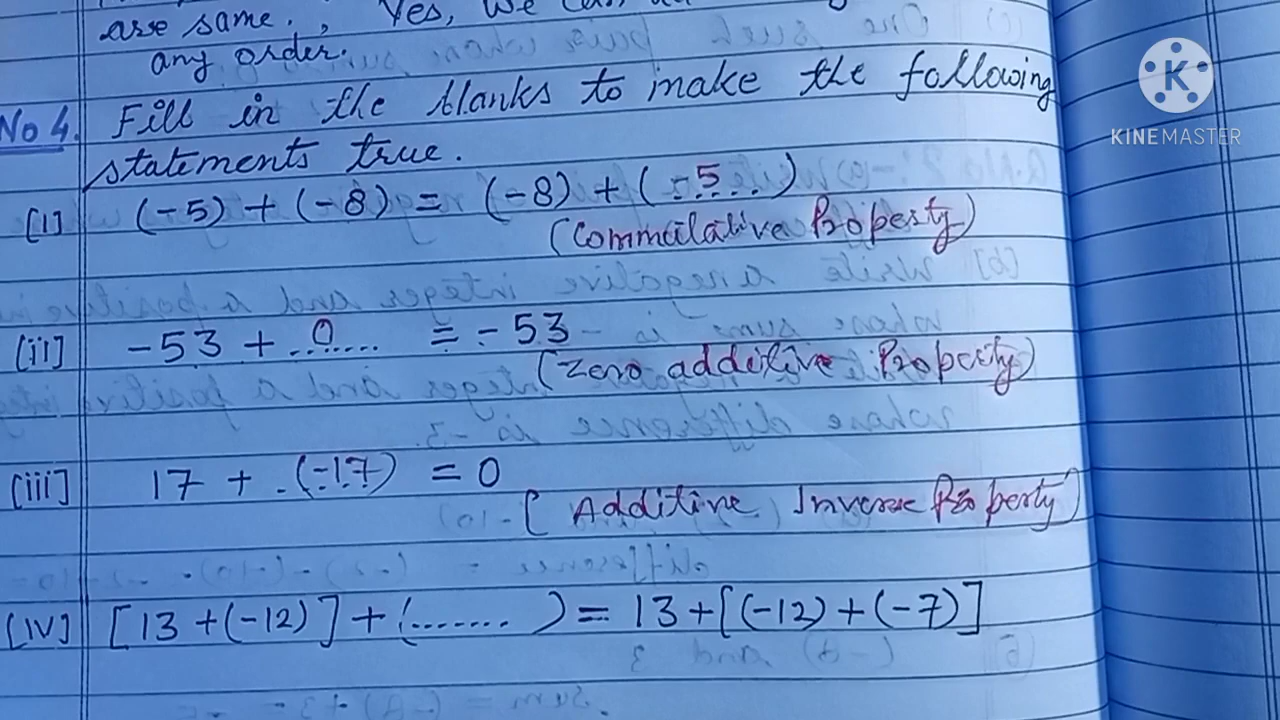 are same., Yes, we can
any order.
No 4. Fill in the blanks to make the following
statements true.
[i] (-5) + (-8) = (-8) + (-5...)
(Commutative Property)
[ii] -53 + ..0..... = -53
(Zero additive Property)
[iii] 17 + .(-17) = 0
[Additive Inverse Property)
[iv] [13 + (-12)] + (.......) = 13 + [(-12) + (-7)]
K
KINEMASTER